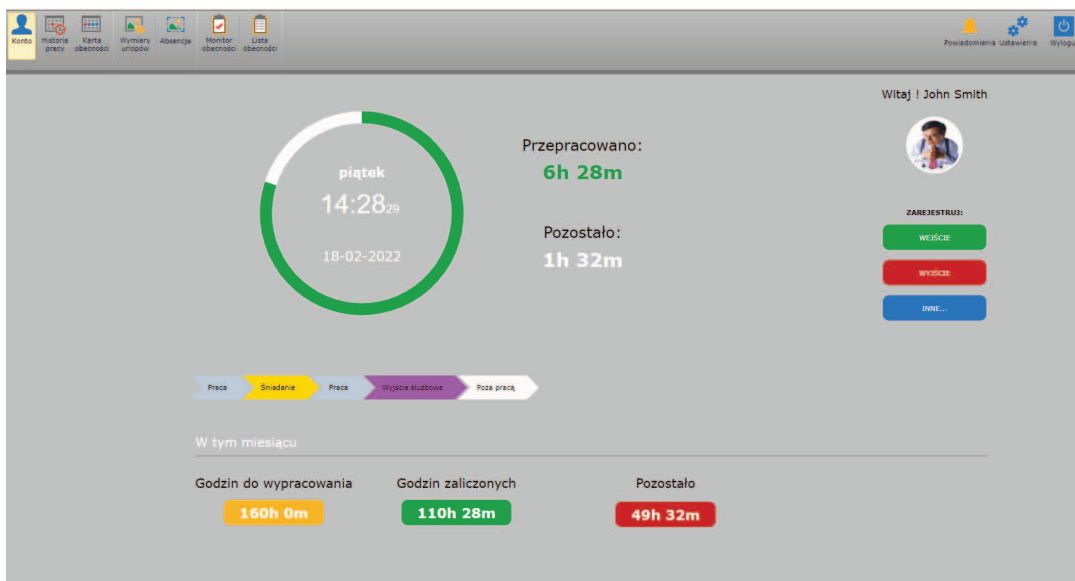 Konto
Historia
pracy
Karta
obecności
Wymiary
urlopów
Absencje
Monitor
obecności
Lista
obecności
Powiadomienia
Ustawienia
Wylogu
Witaj ! John Smith
piątek
14:28 29
18-02-2022
Przepracowano:
6h 28m
Pozostało:
1h 32m
ZAREJESTRUJ:
WEJŚCIE
WYJŚCIE
INNE...
Praca
Śniadanie
Praca
Wyjście służbowe
Poza pracą
W tym miesiącu
Godzin do wypracowania
Godzin zaliczonych
Pozostało
160h 0m
110h 28m
49h 32m